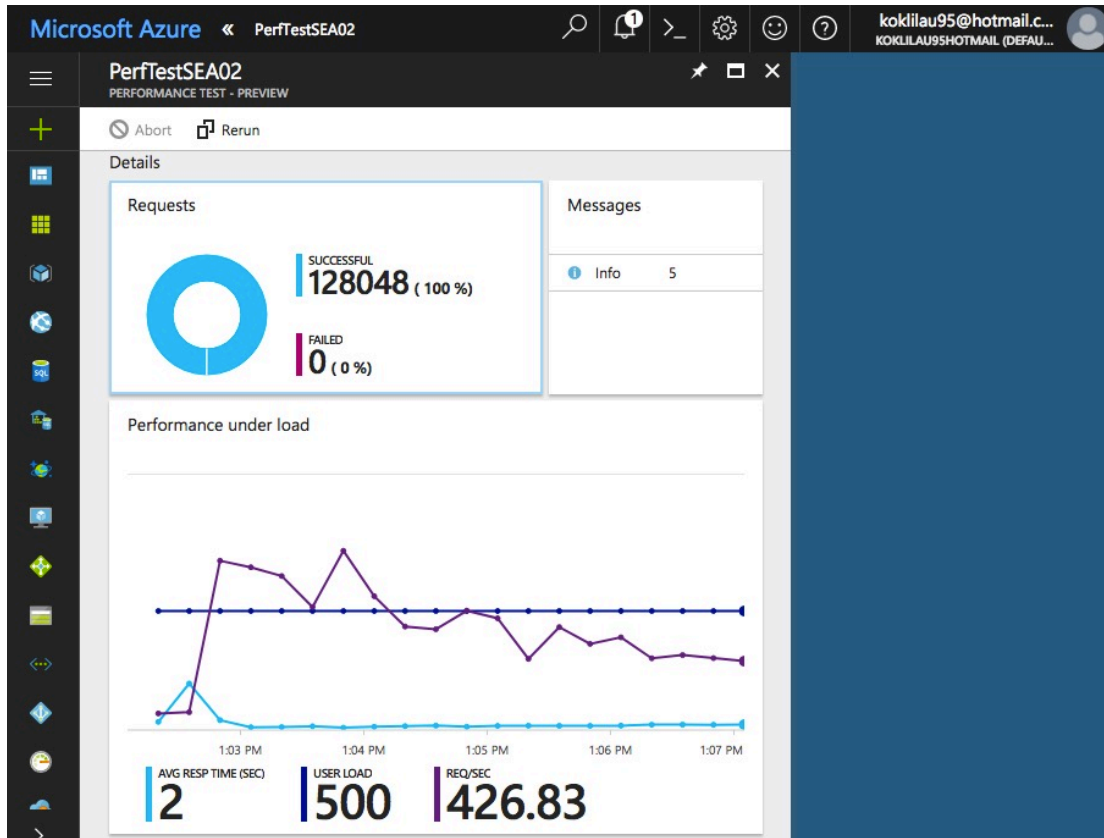 Microsoft Azure « PerfTestSEA02
1
>_
?
koklilau95@hotmail.c...
KOKLILAU95HOTMAIL (DEFAU...
PerfTestSEA02
PERFORMANCE TEST - PREVIEW
Abort Rerun
Details
Requests
SUCCESSFUL
128048 ( 100 %)
FAILED
0 ( 0 %)
Messages
Info 5
Performance under load
1:03 PM 1:04 PM 1:05 PM 1:06 PM 1:07 PM
AVG RESP TIME (SEC)
2
USER LOAD
500
REQ/SEC
426.83
SQL